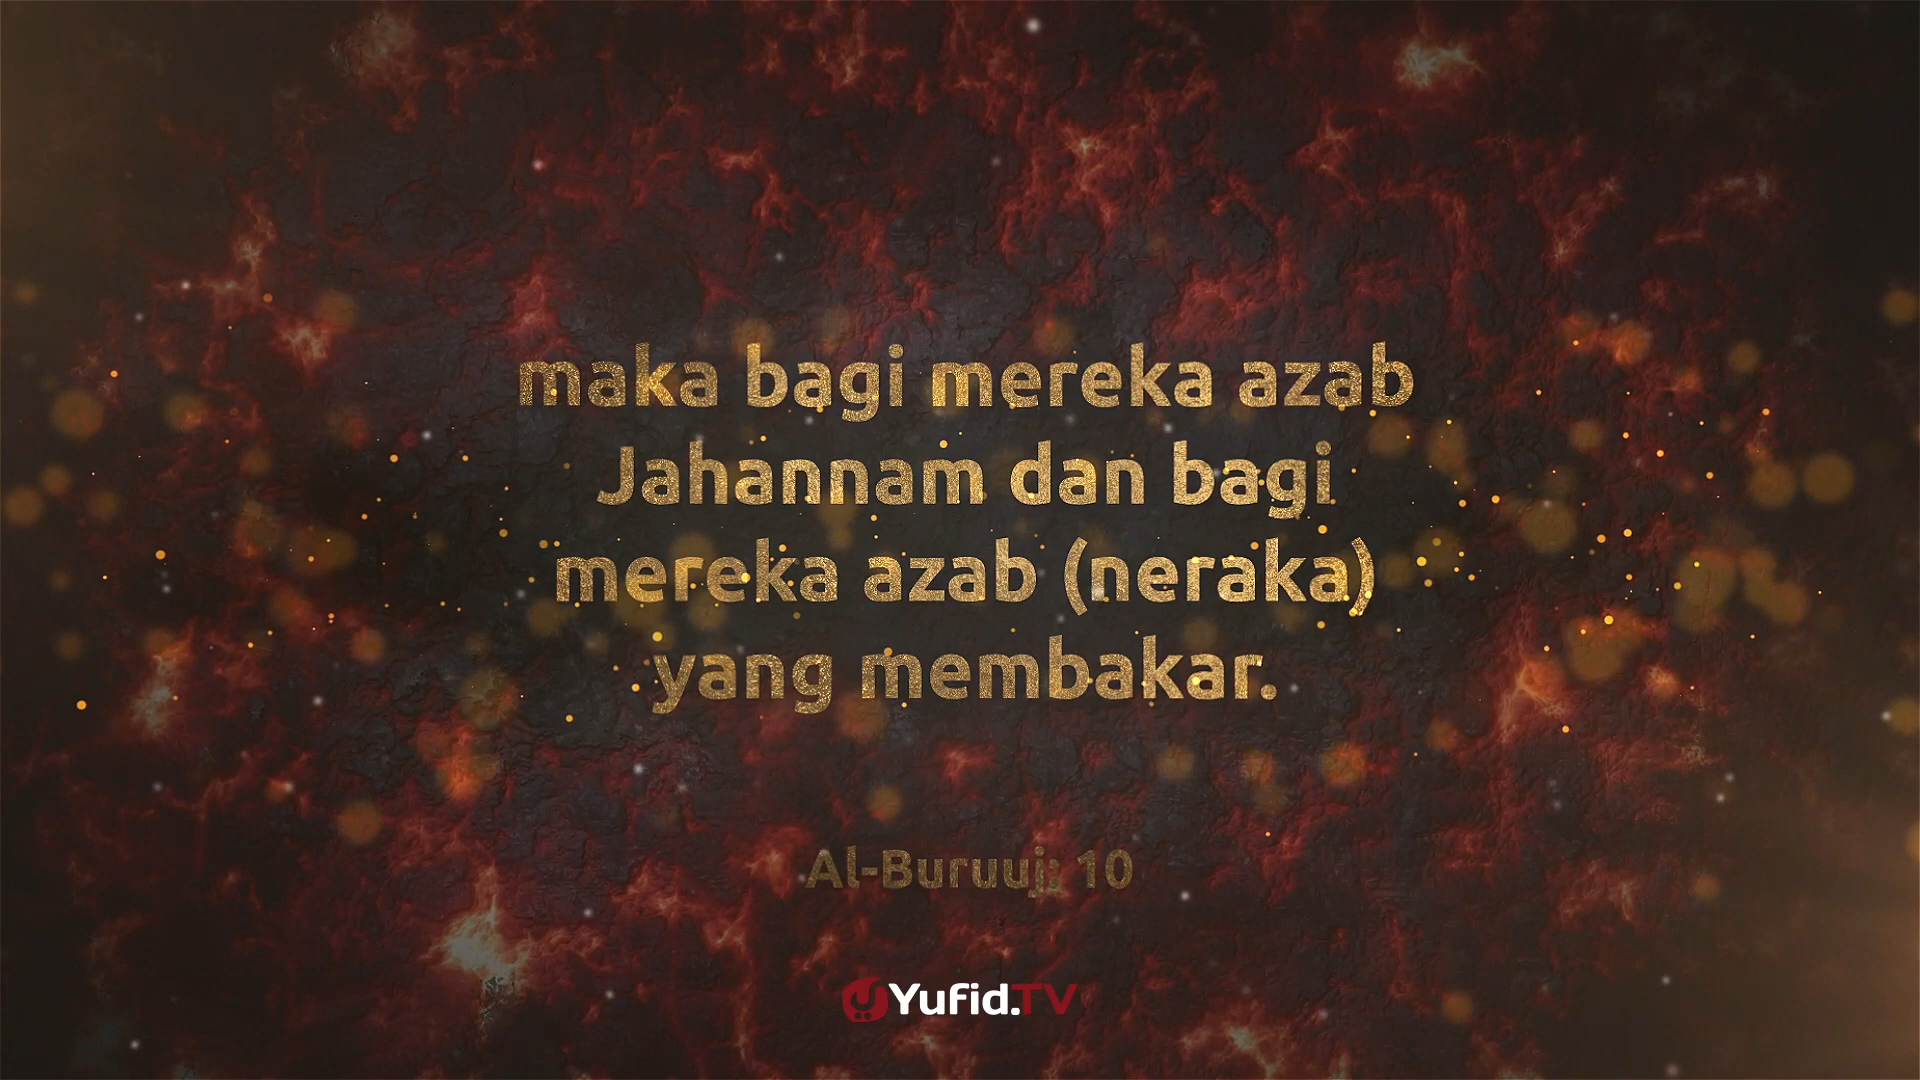 maka bagi mereka azab
Jahannam dan bagi
mereka azab (neraka)
yang membakar.
Al-Buruuj: 10
Yufid.TV